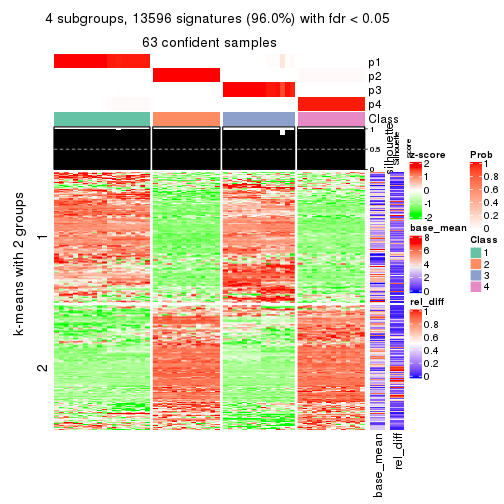 4 subgroups, 13596 signatures (96.0%) with fdr < 0.05
63 confident samples
p1
p2
p3
p4
Class
silhouette
1
0.5
0
Silhouette
score
k-means with 2 groups
1
2
base_mean
rel_diff
z-score
2
1
0
-1
-2
base_mean
8
6
4
2
0
rel_diff
1
0.8
0.6
0.4
0.2
0
Prob
1
0.8
0.6
0.4
0.2
0
Class
1
2
3
4